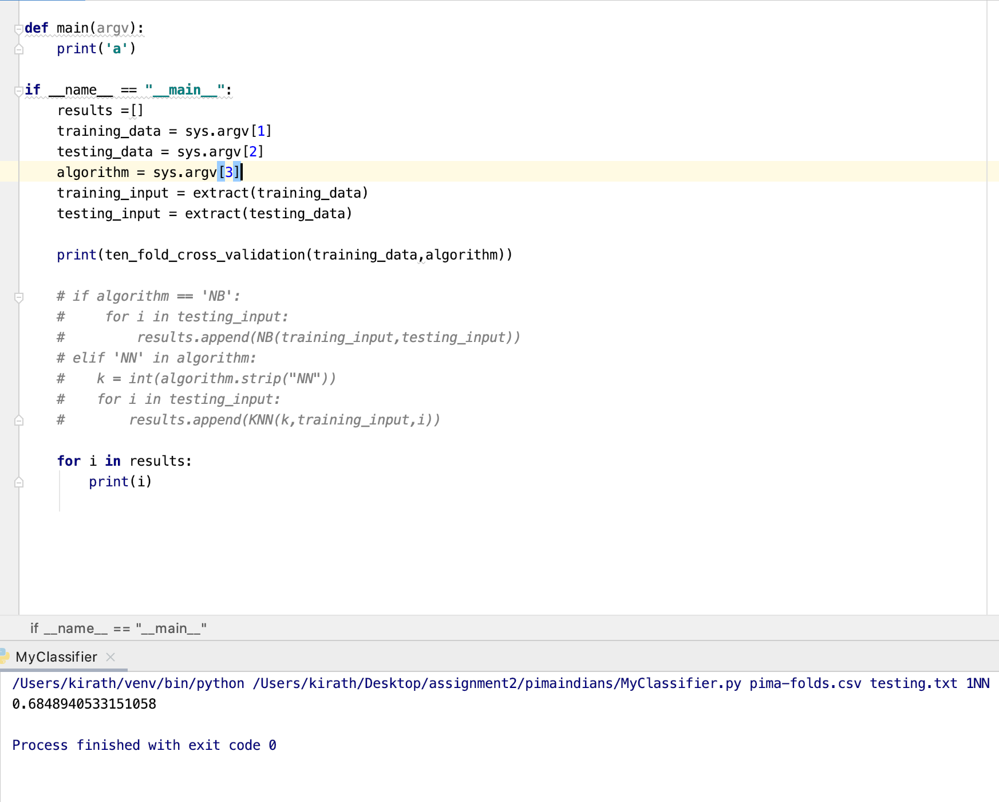 def main(argv):
    print('a')
if __name__ == "__main__":
    results =[]
    training_data = sys.argv[1]
    testing_data = sys.argv[2]
    algorithm = sys.argv[3]
    training_input = extract(training_data)
    testing_input = extract(testing_data)
    print(ten_fold_cross_validation(training_data,algorithm))
    # if algorithm == 'NB':
    #     for i in testing_input:
    #         results.append(NB(training_input,testing_input))
    # elif 'NN' in algorithm:
    #    k = int(algorithm.strip("NN"))
    #    for i in testing_input:
    #        results.append(KNN(k,training_input,i))
    for i in results:
        print(i)
if __name__ == "__main__"
MyClassifier
/Users/kirath/venv/bin/python /Users/kirath/Desktop/assignment2/pimaindians/MyClassifier.py pima-folds.csv testing.txt 1NN
0.6848940533151058
Process finished with exit code 0